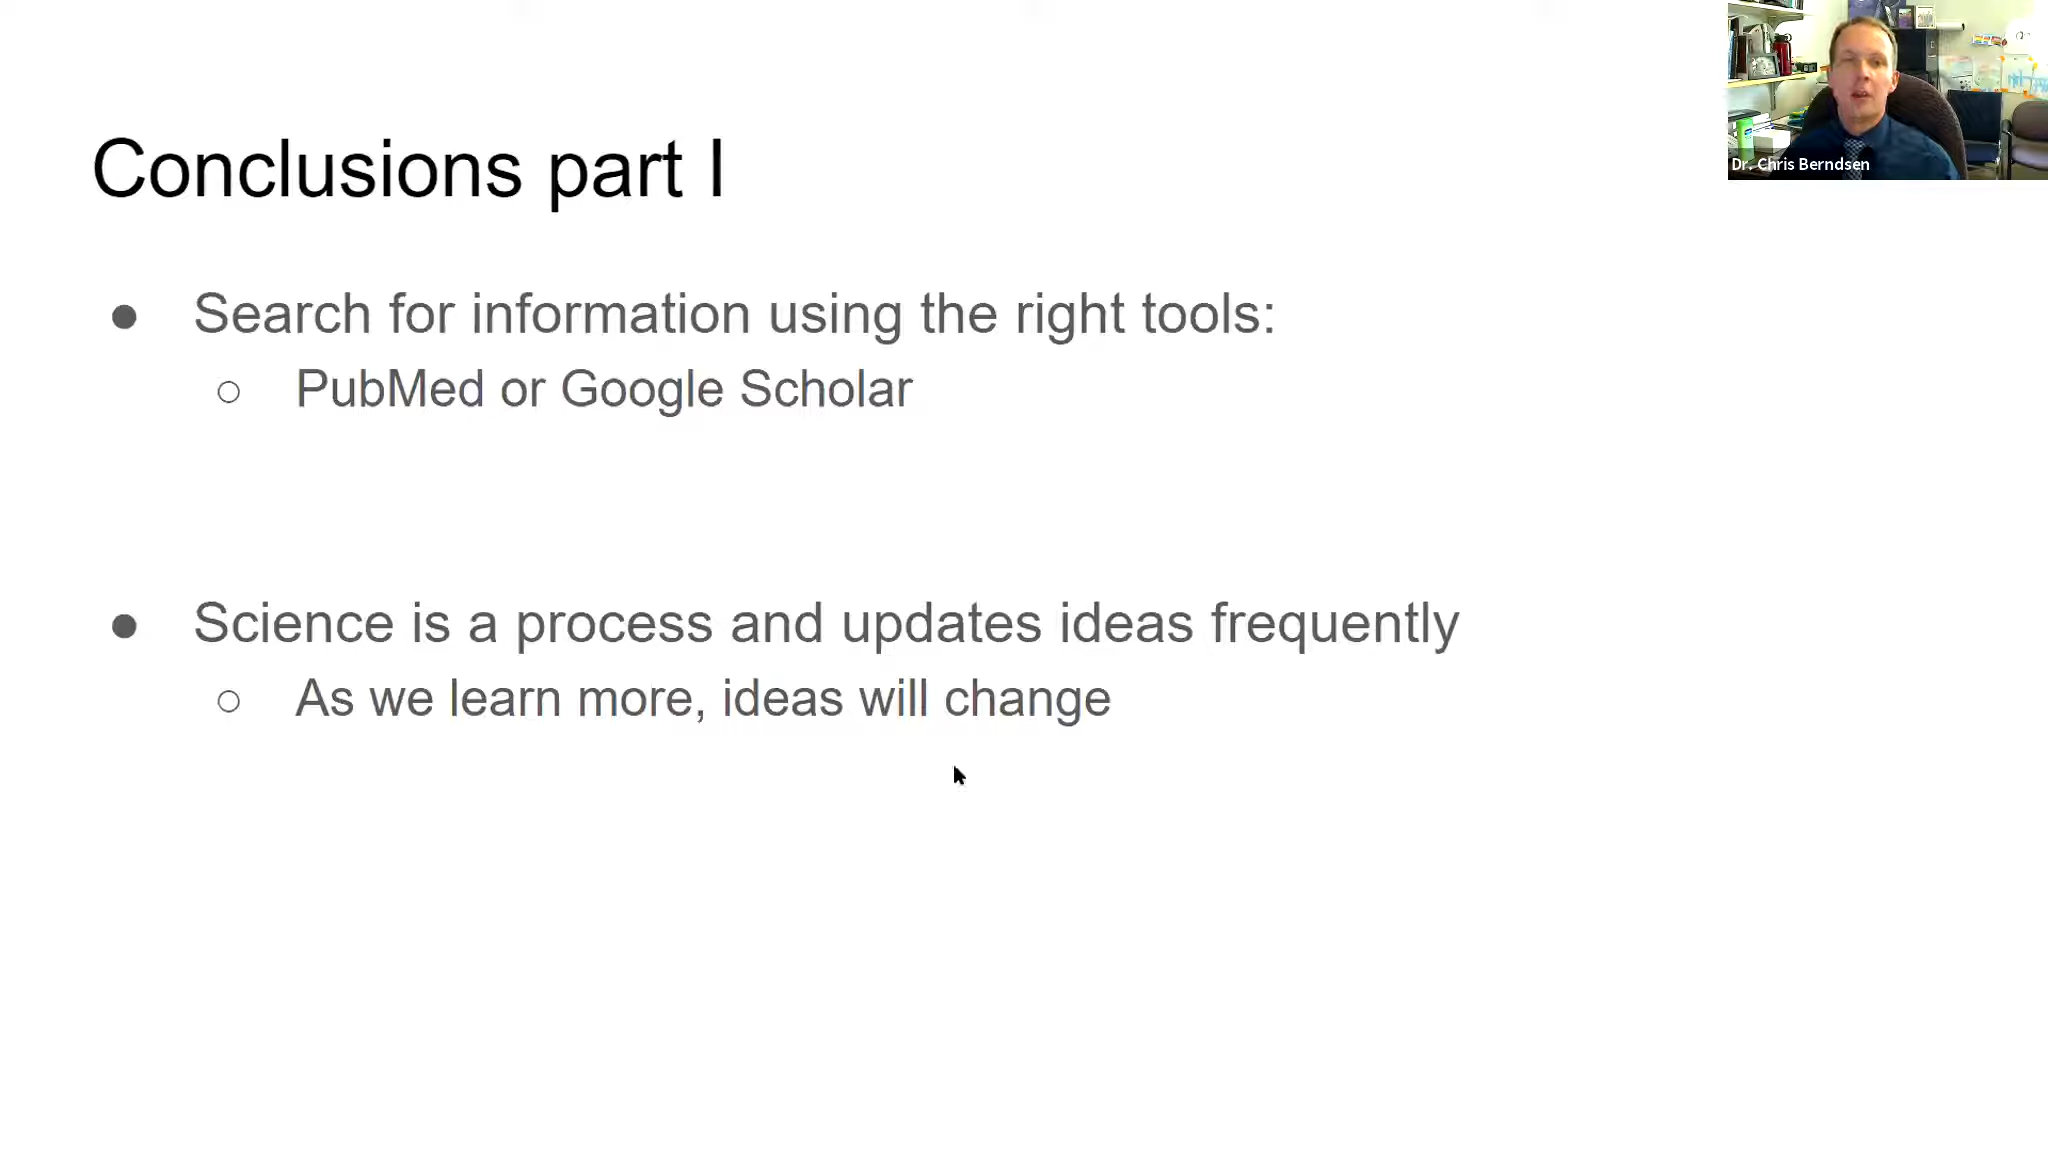 Conclusions part I
Dr. Chris Berndsen
● Search for information using the right tools:
○ PubMed or Google Scholar
● Science is a process and updates ideas frequently
○ As we learn more, ideas will change